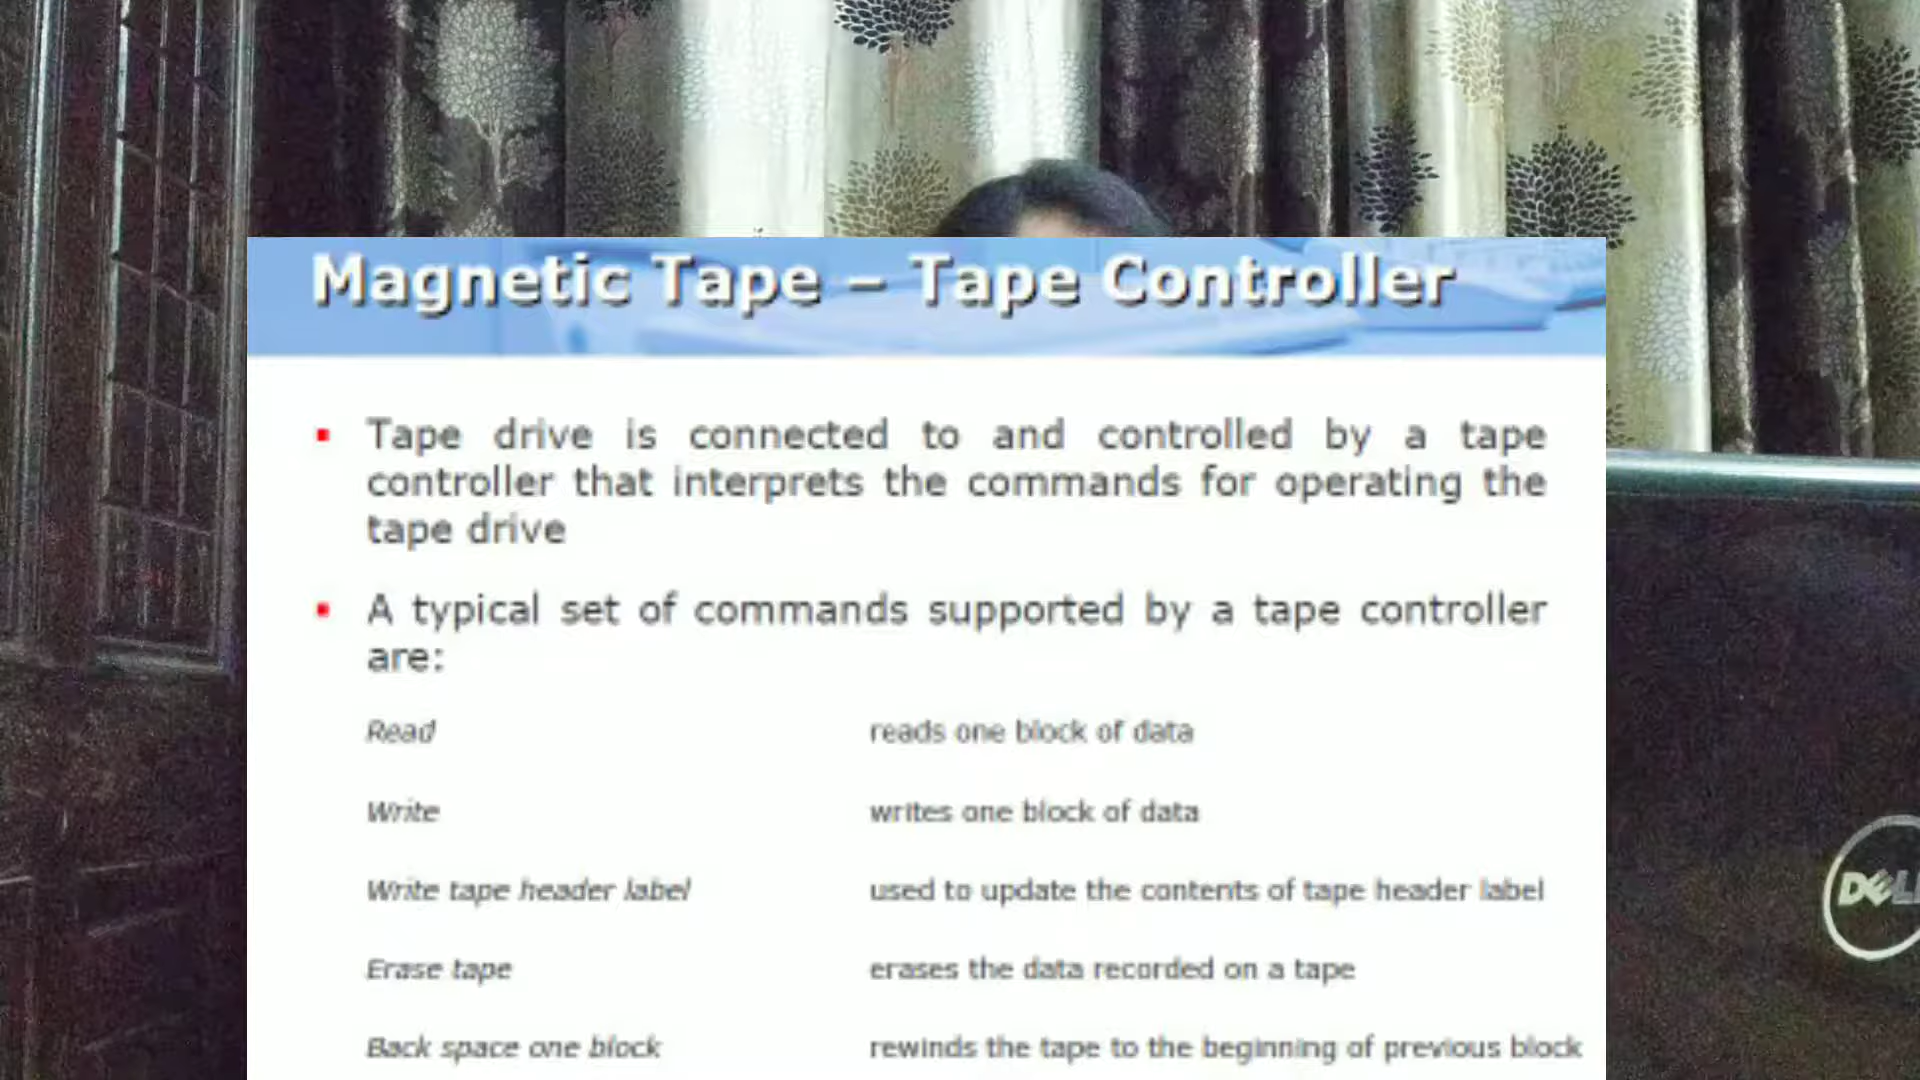 Magnetic Tape – Tape Controller
Tape drive is connected to and controlled by a tape
controller that interprets the commands for operating the
tape drive
A typical set of commands supported by a tape controller
are:
Read reads one block of data
Write writes one block of data
Write tape header label used to update the contents of tape header label
Erase tape erases the data recorded on a tape
Back space one block rewinds the tape to the beginning of previous block
DELL